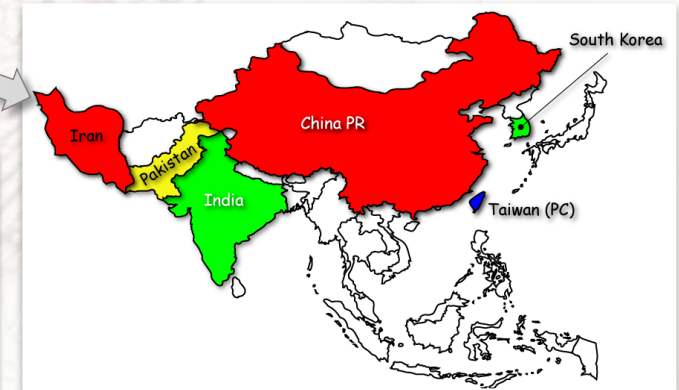 South Korea
China PR
Iran
Pakistan
India
Taiwan (PC)